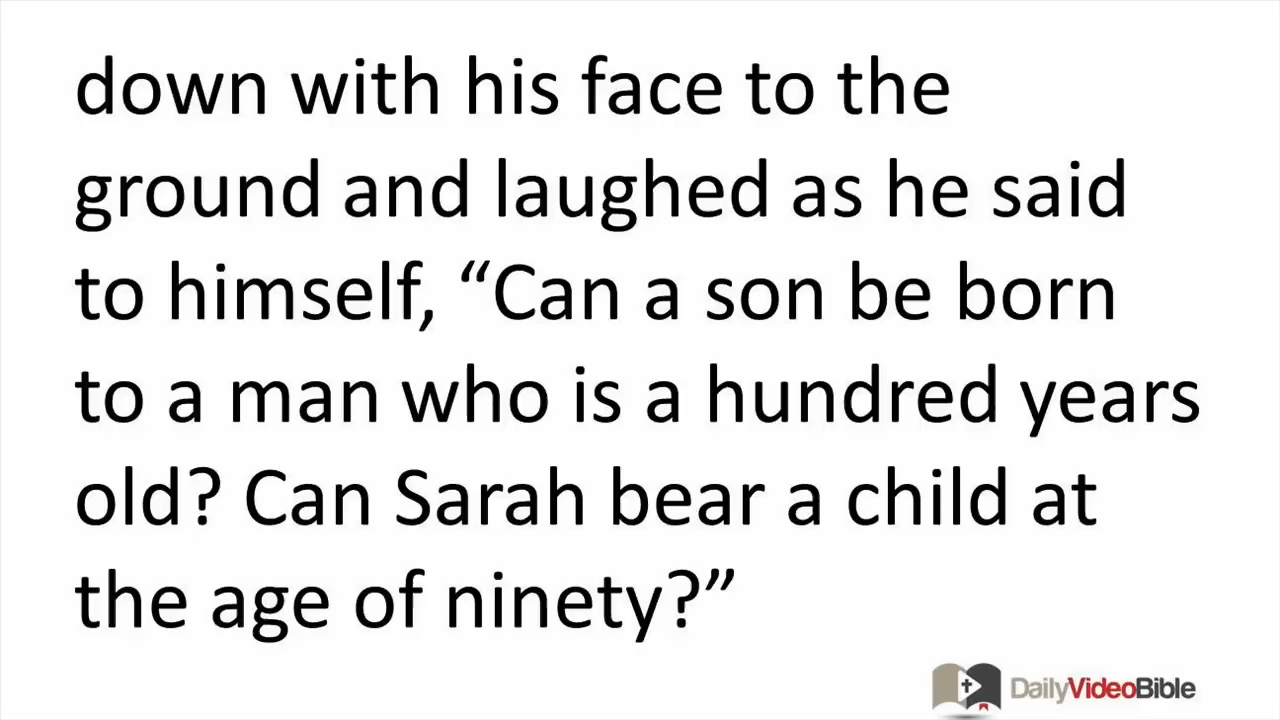 down with his face to the
ground and laughed as he said
to himself, “Can a son be born
to a man who is a hundred years
old? Can Sarah bear a child at
the age of ninety?”
DailyVideoBible